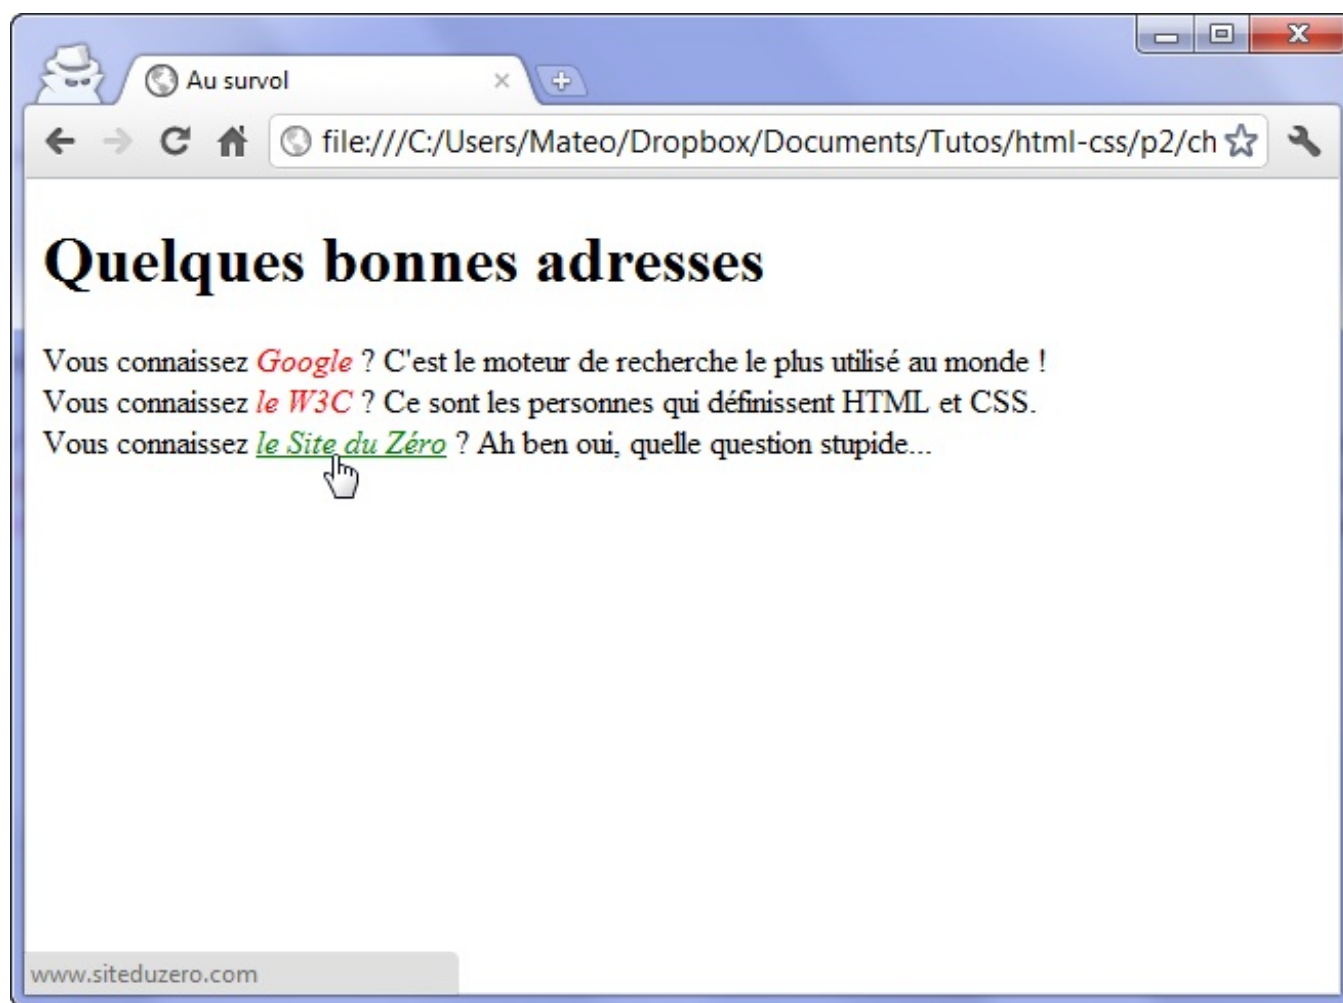 Au survol
file:///C:/Users/Mateo/Dropbox/Documents/Tutos/html-css/p2/ch
Quelques bonnes adresses
Vous connaissez Google ? C'est le moteur de recherche le plus utilisé au monde !
Vous connaissez le W3C ? Ce sont les personnes qui définissent HTML et CSS.
Vous connaissez le Site du Zéro ? Ah ben oui, quelle question stupide...
www.siteduzero.com